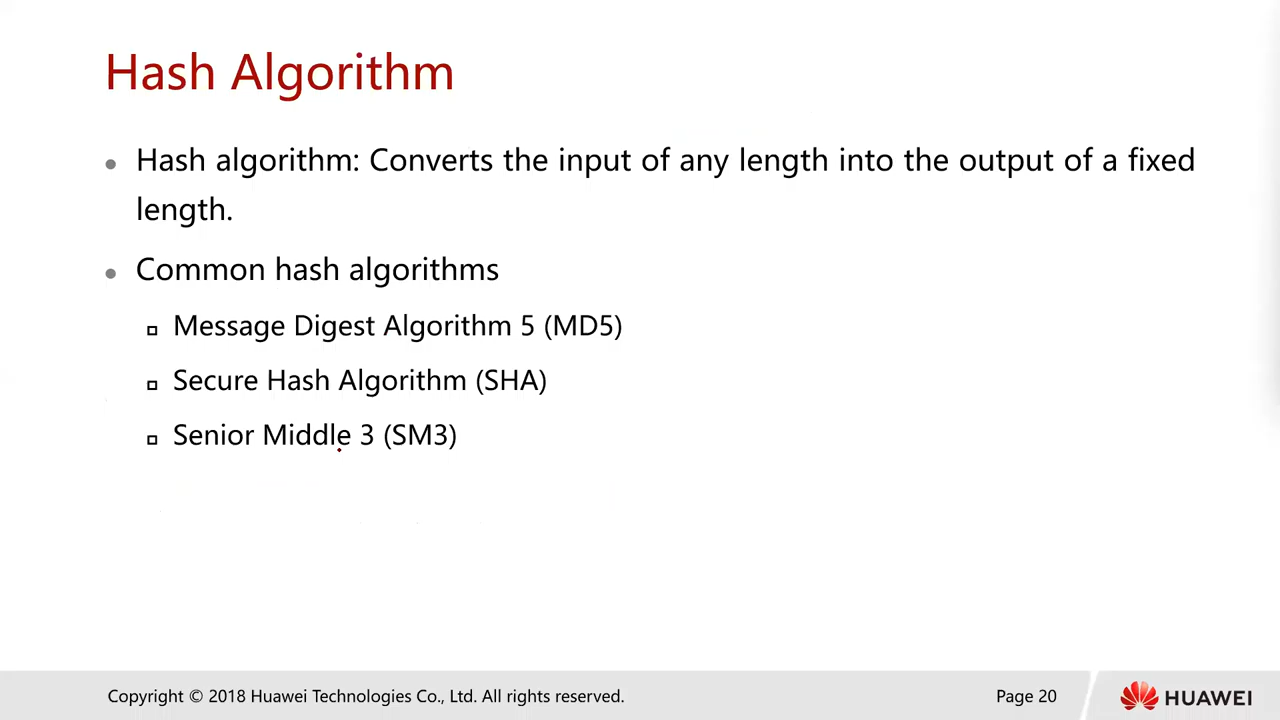 Hash Algorithm
Hash algorithm: Converts the input of any length into the output of a fixed
length.
Common hash algorithms
Message Digest Algorithm 5 (MD5)
Secure Hash Algorithm (SHA)
Senior Middle 3 (SM3)
Copyright © 2018 Huawei Technologies Co., Ltd. All rights reserved.
Page 20
HUAWEI